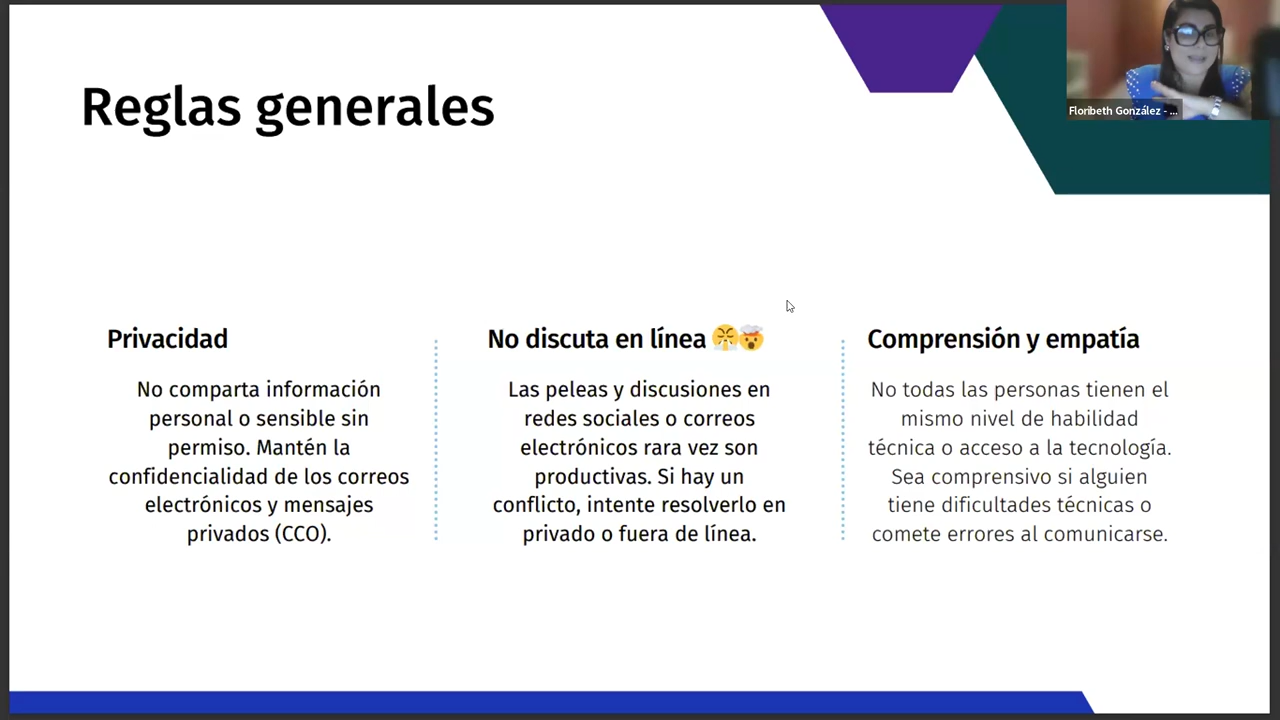 Reglas generales
Floribeth González - ...
Privacidad
No comparta información
personal o sensible sin
permiso. Mantén la
confidencialidad de los correos
electrónicos y mensajes
privados (CCO).
No discuta en línea 😤🤯
Las peleas y discusiones en
redes sociales o correos
electrónicos rara vez son
productivas. Si hay un
conflicto, intente resolverlo en
privado o fuera de línea.
Comprensión y empatía
No todas las personas tienen el
mismo nivel de habilidad
técnica o acceso a la tecnología.
Sea comprensivo si alguien
tiene dificultades técnicas o
comete errores al comunicarse.